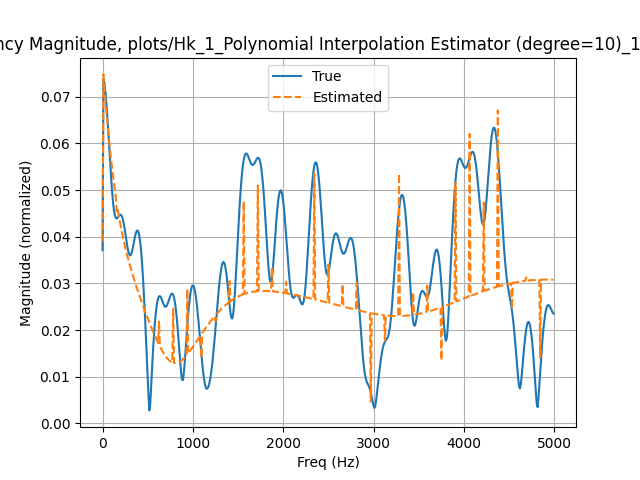 ncy Magnitude, plots/Hk_1_Polynomial Interpolation Estimator (degree=10)_1
True
Estimated
Magnitude (normalized)
0.07
0.06
0.05
0.04
0.03
0.02
0.01
0.00
0 1000 2000 3000 4000 5000
Freq (Hz)